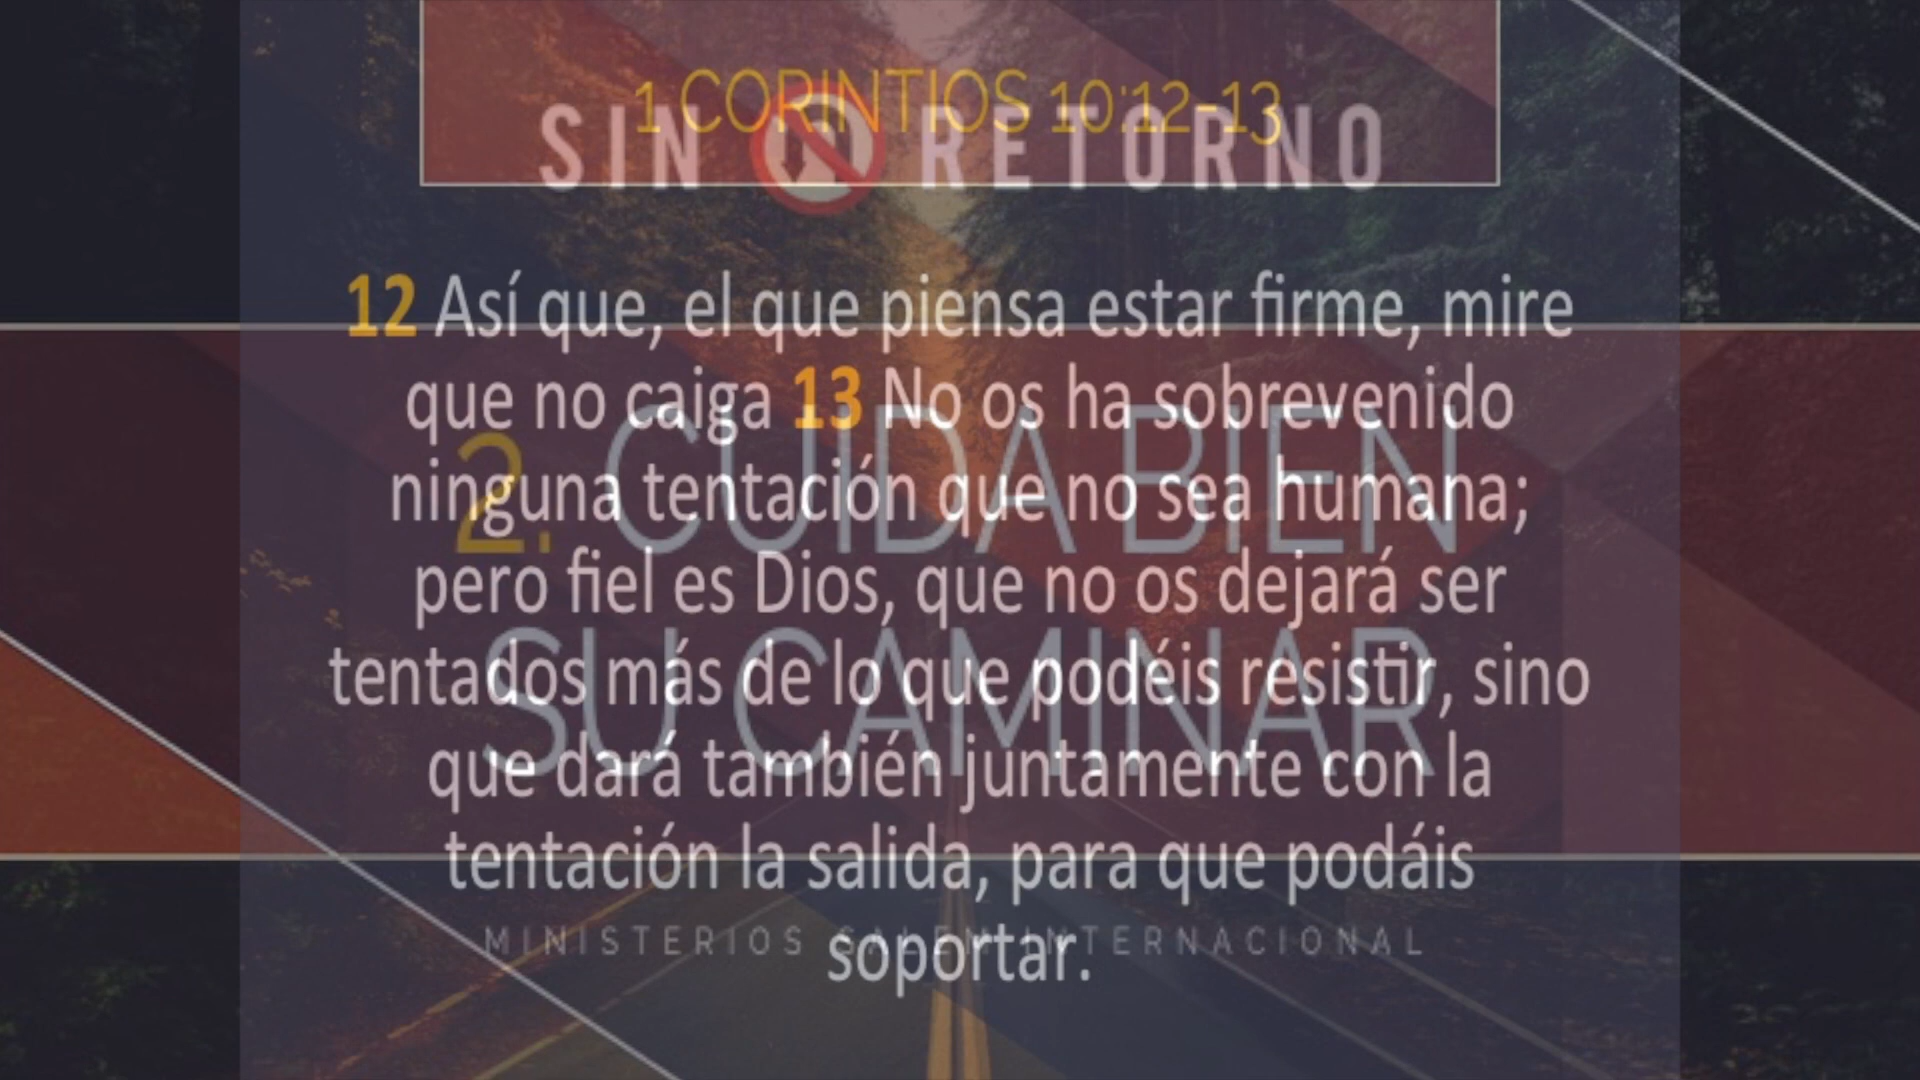 1 CORINTIOS 10:12-13
SIN RETORNO
12 Así que, el que piensa estar firme, mire
que no caiga 13 No os ha sobrevenido
ninguna tentación que no sea humana;
pero fiel es Dios, que no os dejará ser
tentados más de lo que podéis resistir, sino
que dará también juntamente con la
tentación la salida, para que podáis
soportar.
2. CUIDA BIEN
SU CAMINAR
MINISTERIOS SALEM INTERNACIONAL